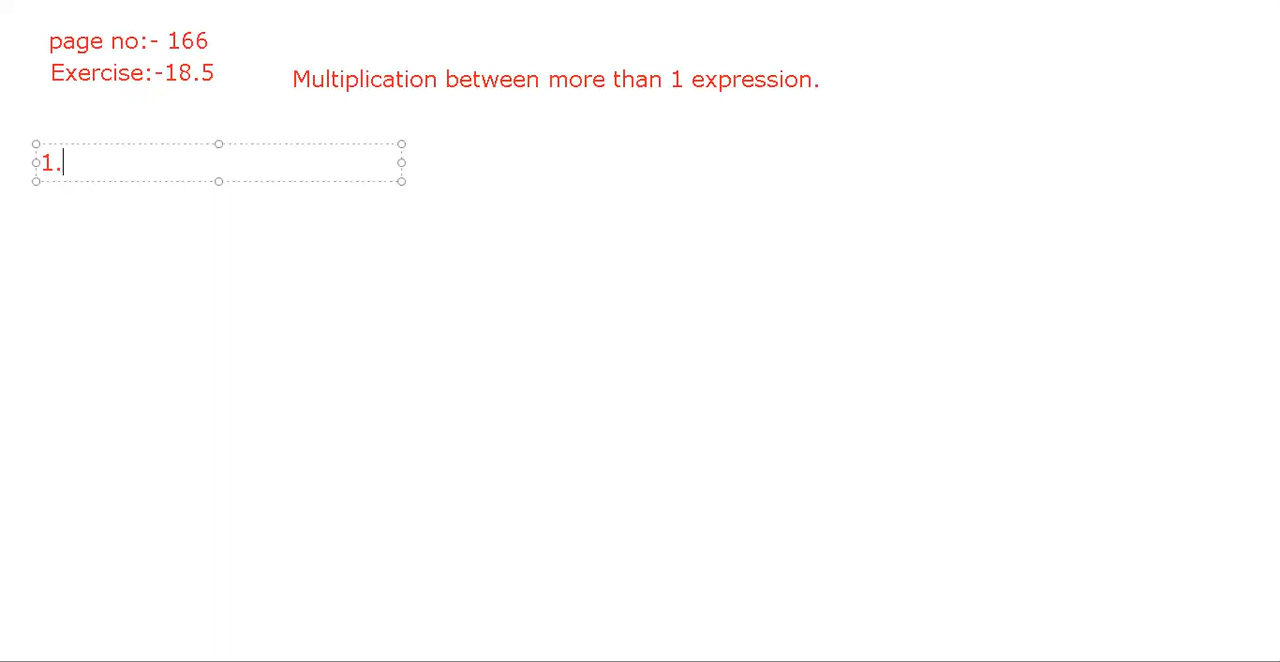 page no:- 166
Exercise:-18.5
Multiplication between more than 1 expression.
1.